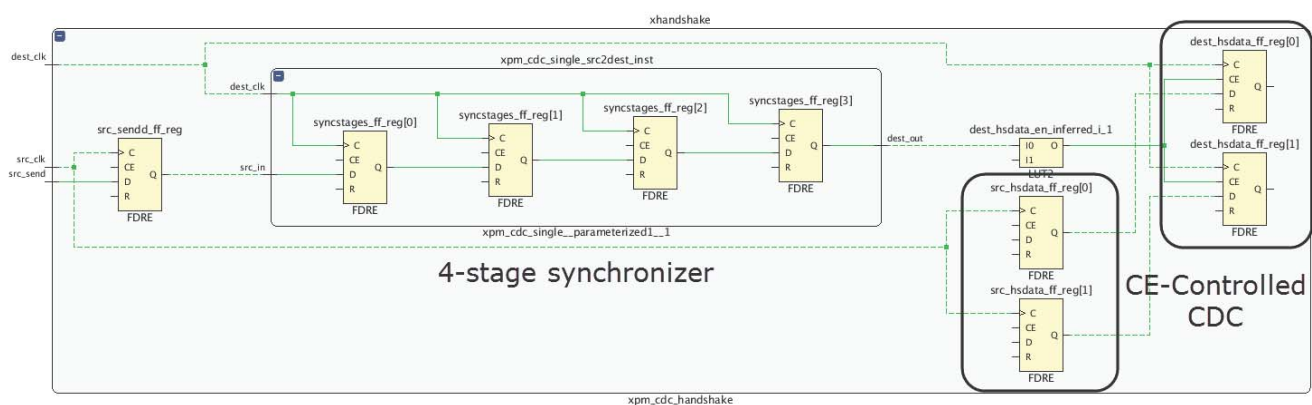 xhandshake
dest_clk
xpm_cdc_single_src2dest_inst
dest_clk
src_sendd_ff_reg
C
CE
D
R
Q
FDRE
src_clk
src_send
src_in
syncstages_ff_reg[0]
C
CE
D
R
Q
FDRE
syncstages_ff_reg[1]
C
CE
D
R
Q
FDRE
syncstages_ff_reg[2]
C
CE
D
R
Q
FDRE
syncstages_ff_reg[3]
C
CE
D
R
Q
FDRE
dest_out
xpm_cdc_single__parameterized1__1
dest_hsdata_en_inferred_i_1
I0
I1
O
LUT2
dest_hsdata_ff_reg[0]
C
CE
D
R
Q
FDRE
dest_hsdata_ff_reg[1]
C
CE
D
R
Q
FDRE
src_hsdata_ff_reg[0]
C
CE
D
R
Q
FDRE
src_hsdata_ff_reg[1]
C
CE
D
R
Q
FDRE
4-stage synchronizer
CE-Controlled
CDC
xpm_cdc_handshake